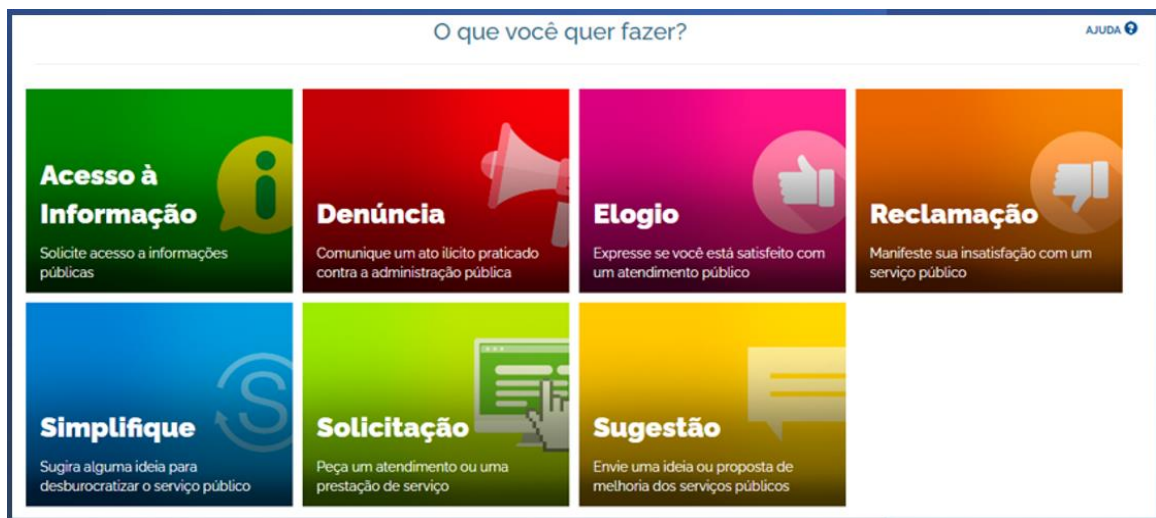 O que você quer fazer?
AJUDA ?
Acesso à
Informação
Solicite acesso a informações
públicas
Denúncia
Comunique um ato ilícito praticado
contra a administração pública
Elogio
Expresse se você está satisfeito com
um atendimento público
Reclamação
Manifeste sua insatisfação com um
serviço público
Simplifique
Sugira alguma ideia para
desburocratizar o serviço público
Solicitação
Peça um atendimento ou uma
prestação de serviço
Sugestão
Envie uma ideia ou proposta de
melhoria dos serviços públicos